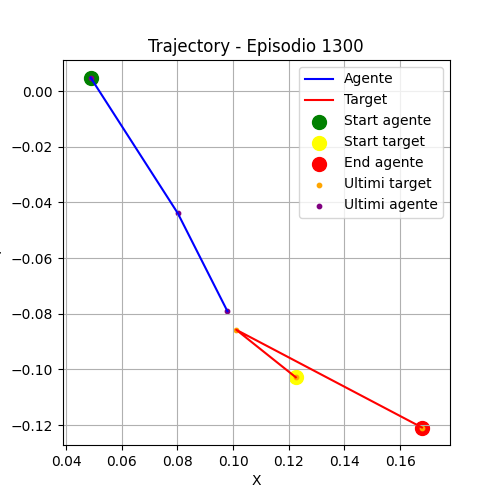 Trajectory - Episodio 1300
Agente
Target
Start agente
Start target
End agente
Ultimi target
Ultimi agente
0.00
−0.02
−0.04
−0.06
−0.08
−0.10
−0.12
0.04 0.06 0.08 0.10 0.12 0.14 0.16
X